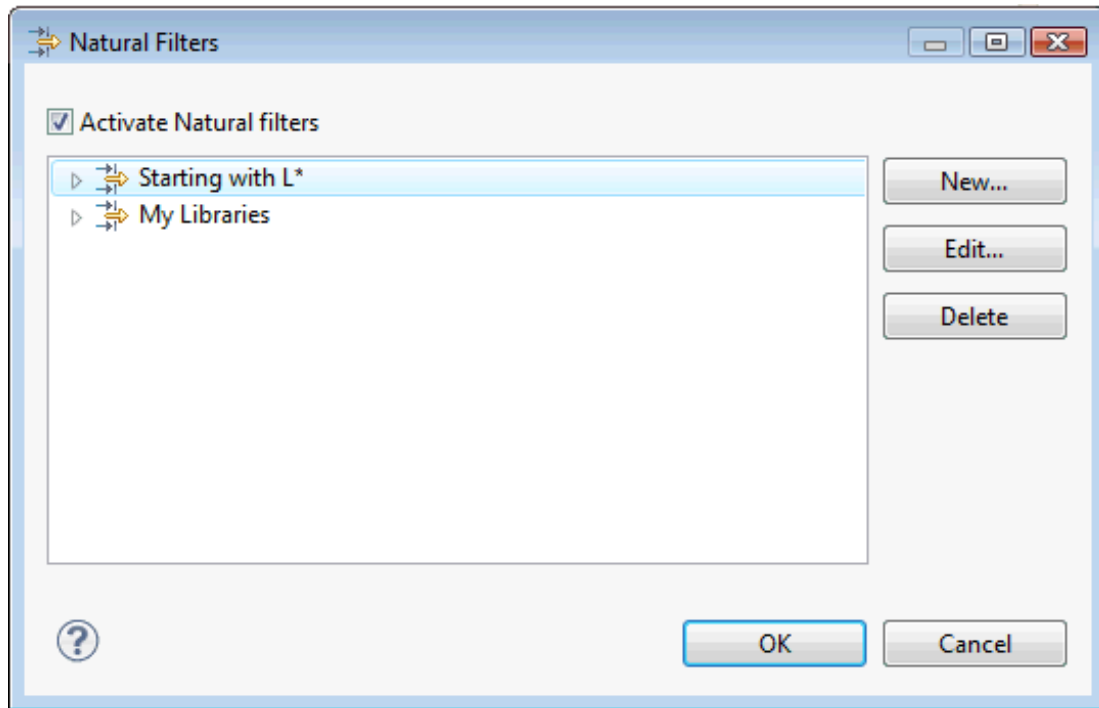 Natural Filters
Activate Natural filters
Starting with L*
My Libraries
New...
Edit...
Delete
?
OK
Cancel